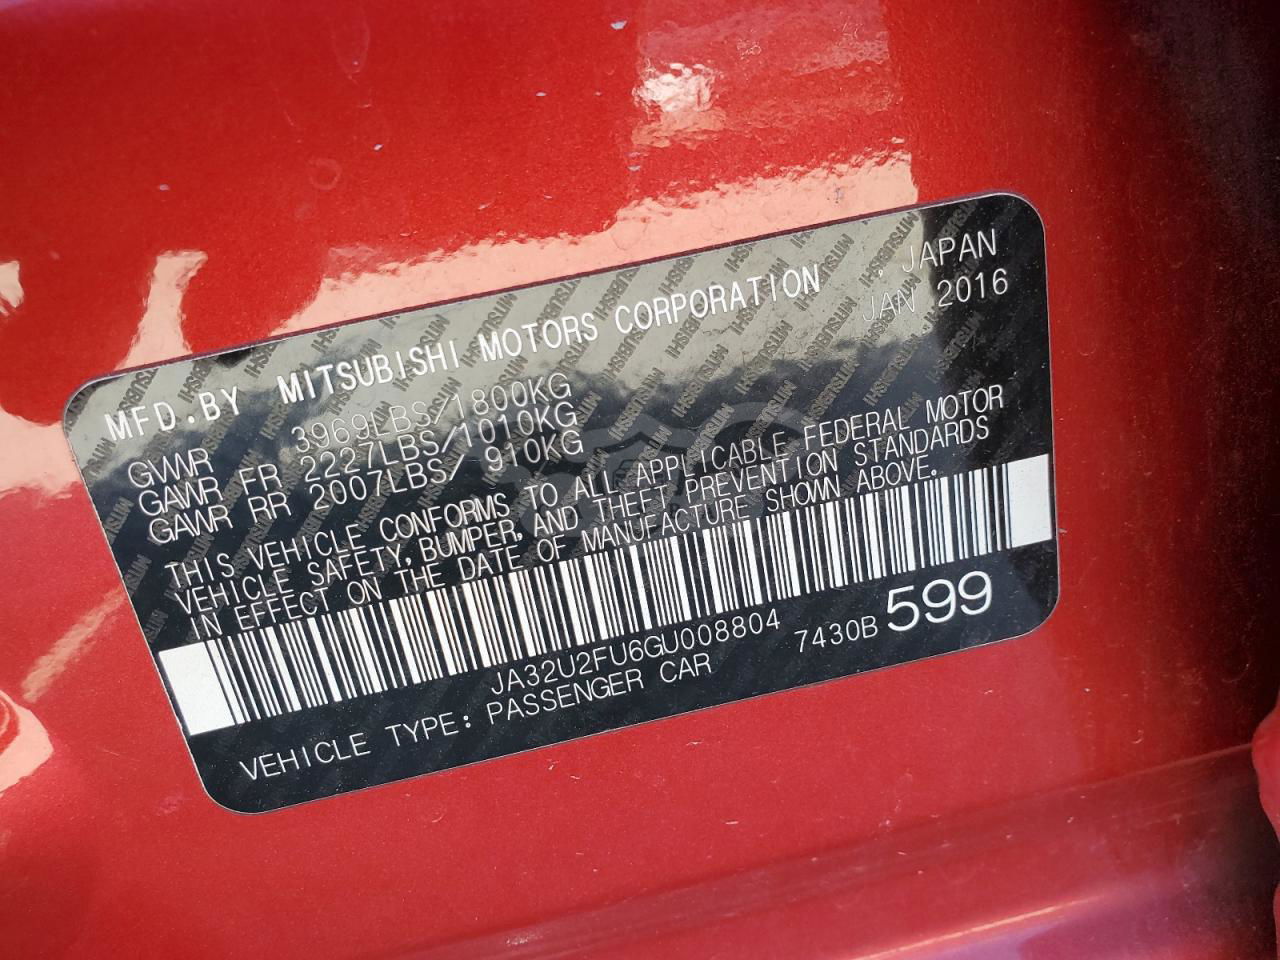 MFD.BY MITSUBISHI MOTORS CORPORATION , JAPAN
JAN 2016
GVWR 3969LBS/1800KG
GAWR FR 2227LBS/1010KG
GAWR RR 2007LBS/ 910KG
THIS VEHICLE CONFORMS TO ALL APPLICABLE FEDERAL MOTOR
VEHICLE SAFETY, BUMPER, AND THEFT PREVENTION STANDARDS
IN EFFECT ON THE DATE OF MANUFACTURE SHOWN ABOVE.
JA32U2FU6GU008804
VEHICLE TYPE: PASSENGER CAR 7430B 599